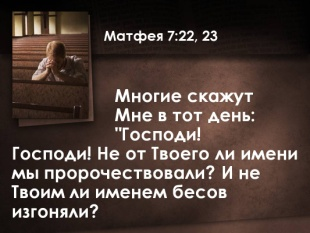 Матфея 7:22, 23
Многие скажут
Мне в тот день:
"Господи!
Господи! Не от Твоего ли имени
мы пророчествовали? И не
Твоим ли именем бесов
изгоняли?